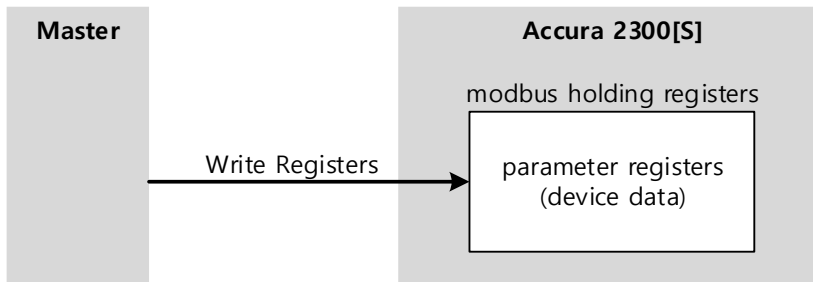 Master
Accura 2300[S]
modbus holding registers
Write Registers
parameter registers
(device data)